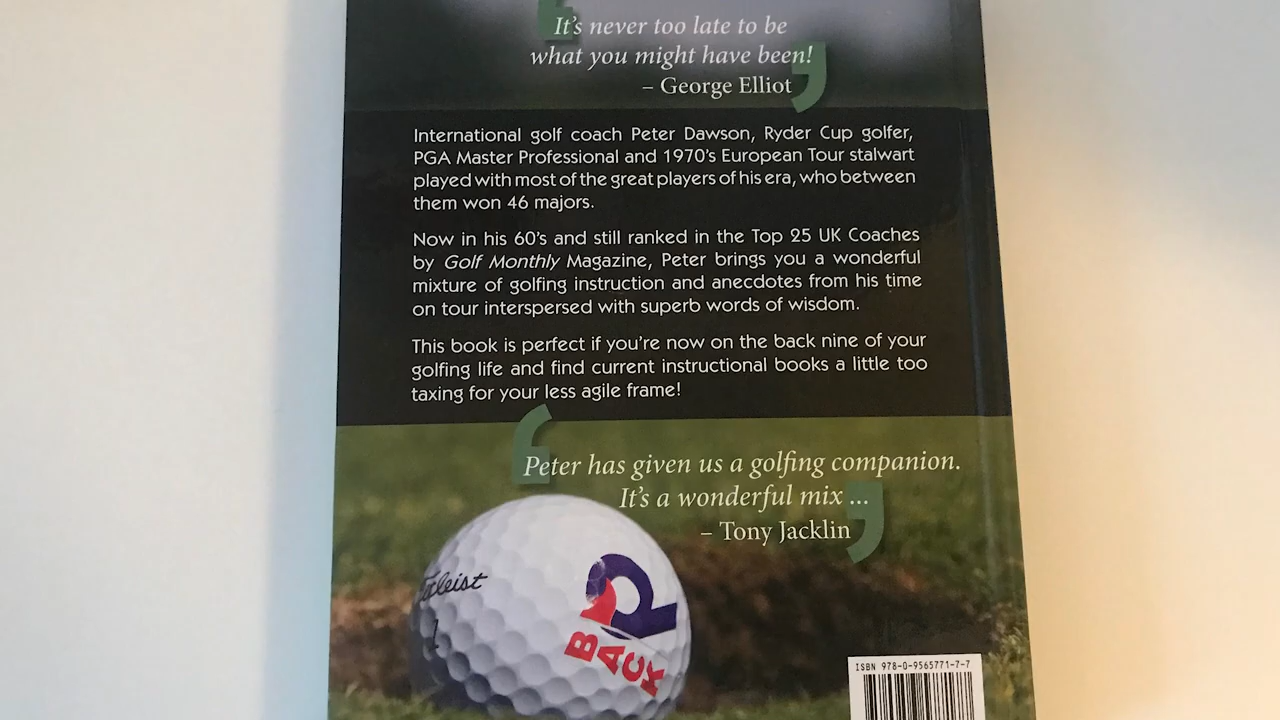 It's never too late to be
what you might have been!
– George Elliot
International golf coach Peter Dawson, Ryder Cup golfer,
PGA Master Professional and 1970's European Tour stalwart
played with most of the great players of his era, who between
them won 46 majors.
Now in his 60's and still ranked in the Top 25 UK Coaches
by Golf Monthly Magazine, Peter brings you a wonderful
mixture of golfing instruction and anecdotes from his time
on tour interspersed with superb words of wisdom.
This book is perfect if you're now on the back nine of your
golfing life and find current instructional books a little too
taxing for your less agile frame!
Peter has given us a golfing companion.
It's a wonderful mix ...
– Tony Jacklin
BACK
ISBN 978-0-9565771-7-7